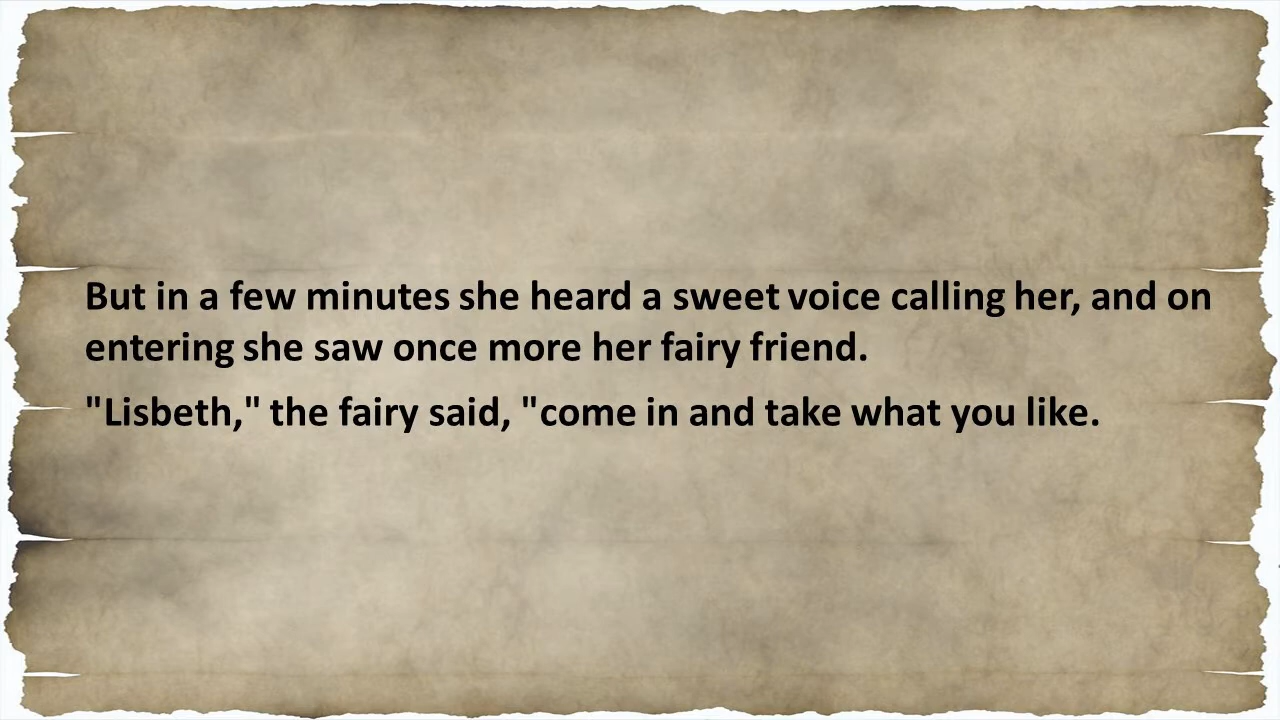 But in a few minutes she heard a sweet voice calling her, and on
entering she saw once more her fairy friend.
"Lisbeth," the fairy said, "come in and take what you like.